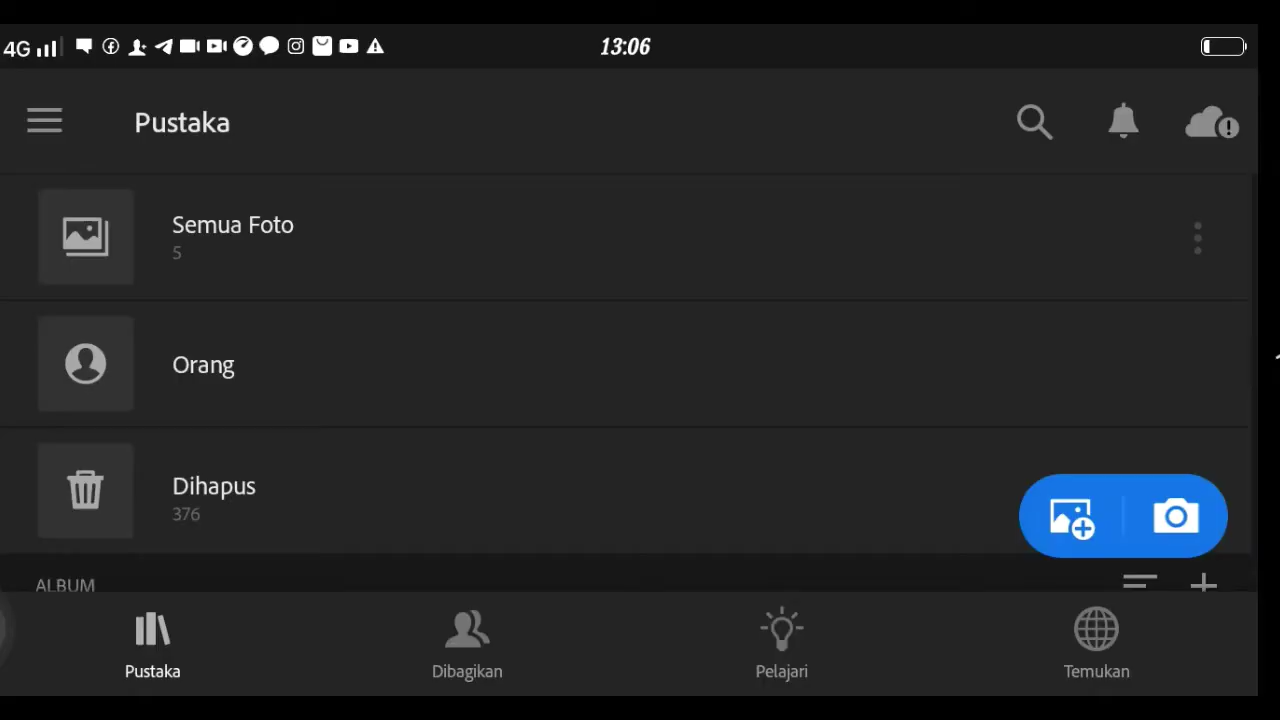 4G
13:06
Pustaka
Semua Foto
5
Orang
Dihapus
376
ALBUM
Pustaka
Dibagikan
Pelajari
Temukan